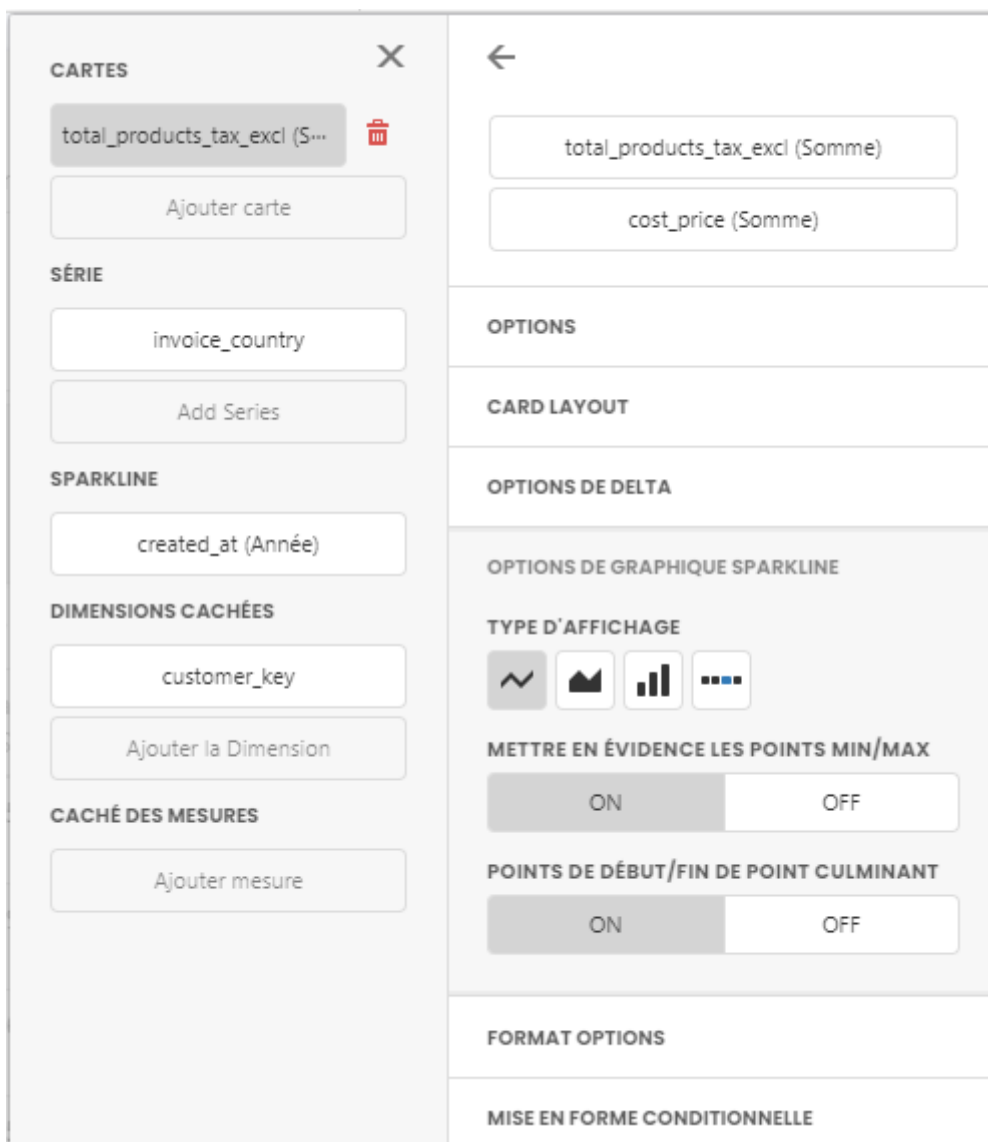 CARTES
total_products_tax_excl (S...
Ajouter carte
SÉRIE
invoice_country
Add Series
SPARKLINE
created_at (Année)
DIMENSIONS CACHÉES
customer_key
Ajouter la Dimension
CACHÉ DES MESURES
Ajouter mesure
total_products_tax_excl (Somme)
cost_price (Somme)
OPTIONS
CARD LAYOUT
OPTIONS DE DELTA
OPTIONS DE GRAPHIQUE SPARKLINE
TYPE D'AFFICHAGE
METTRE EN ÉVIDENCE LES POINTS MIN/MAX
ON OFF
POINTS DE DÉBUT/FIN DE POINT CULMINANT
ON OFF
FORMAT OPTIONS
MISE EN FORME CONDITIONNELLE